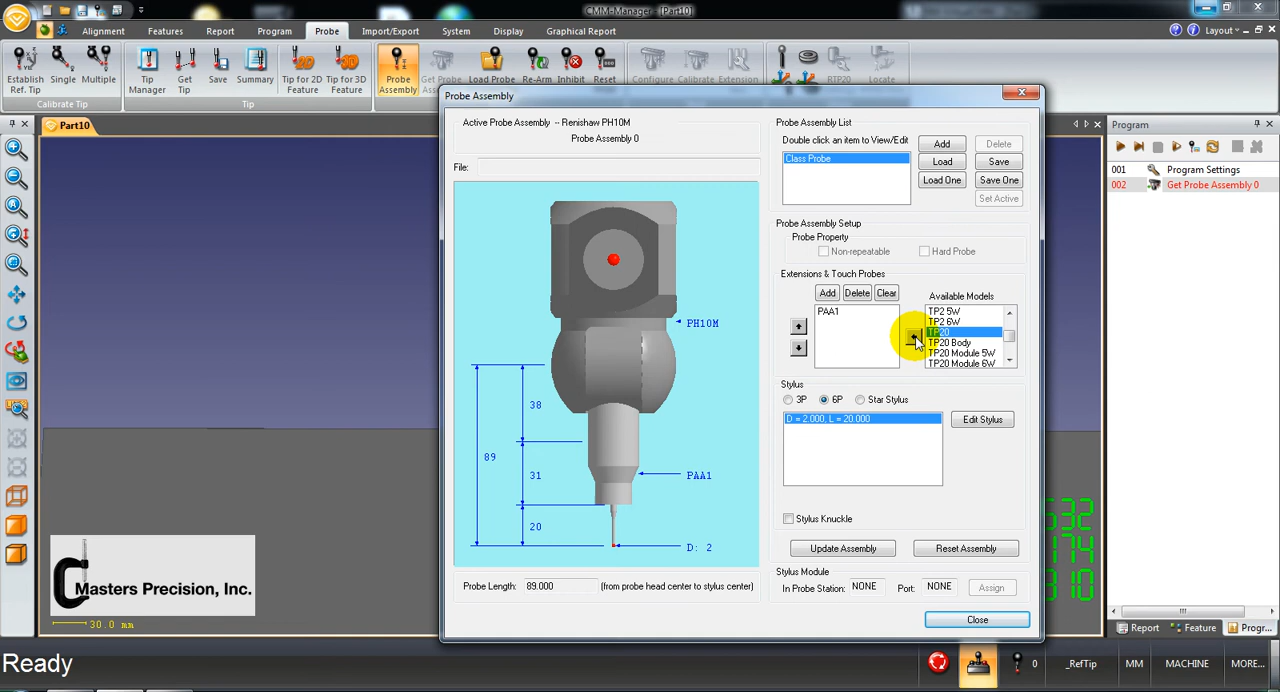 CMM-Manager - [Part10]
Alignment Features Report Program Probe Import/Export System Display Graphical Report Layout
Establish Ref. Tip
Single
Multiple
Tip Manager
Get Tip
Save
Summary
Tip for 2D Feature
Tip for 3D Feature
Probe Assembly
Get Probe Assembly
Load Probe
Re-Arm
Inhibit
Reset
Configure
Calibrate
Extension
RTP20
Locate
Calibrate Tip
Tip
Part10
Probe Assembly
Active Probe Assembly -- Renishaw PH10M
Probe Assembly 0
File:
PH10M
38
89
31
PAA1
20
D: 2
Probe Length: 89.000 (from probe head center to stylus center)
Probe Assembly List
Double click an item to View/Edit
Class Probe
Add Delete
Load Save
Load One Save One
Set Active
Probe Assembly Setup
Probe Property
Non-repeatable Hard Probe
Extensions & Touch Probes
Add Delete Clear
Available Models
PAA1
TP2 5W
TP2 6W
TP20
TP20 Body
TP20 Module 5W
TP20 Module 6W
Stylus
3P 6P Star Stylus
D = 2.000, L = 20.000
Edit Stylus
Stylus Knuckle
Update Assembly Reset Assembly
Stylus Module
In Probe Station: NONE Port: NONE Assign
Close
Program
001 Program Settings
002 Get Probe Assembly 0
532
174
310
Report Feature Progr...
Masters Precision, Inc.
30.0 mm
Ready
0 _RefTip MM MACHINE MORE...